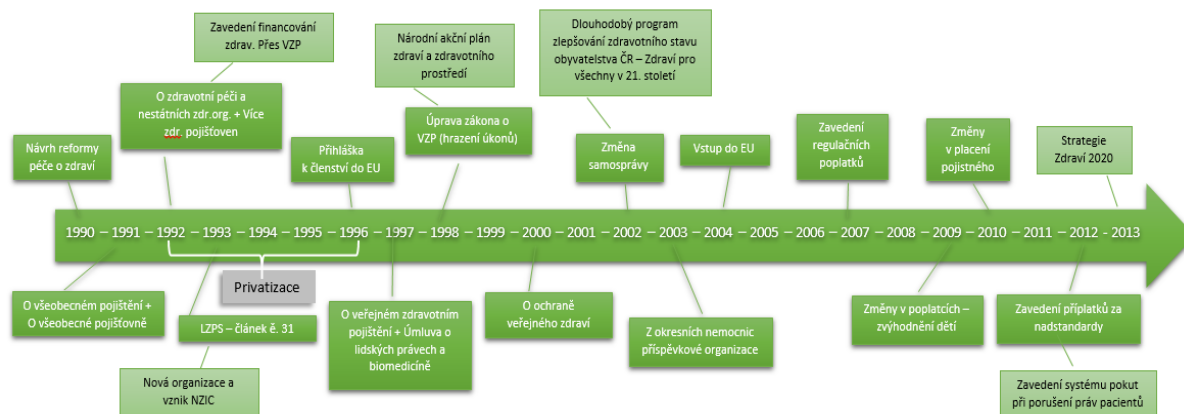 Zavedení financování
zdrav. Přes VZP
Národní akční plán
zdraví a zdravotního
prostředí
Dlouhodobý program
zlepšování zdravotního stavu
obyvatelstva ČR – Zdraví pro
všechny v 21. století
O zdravotní péči a
nestátních zdr.org. + Více
zdr. pojišťoven
Návrh reformy
péče o zdraví
Přihláška
k členství do EU
Úprava zákona o
VZP (hrazení úkonů)
Změna
samosprávy
Vstup do EU
Zavedení
regulačních
poplatků
Změny
v placení
pojistného
Strategie
Zdraví 2020
1990 – 1991 – 1992 – 1993 – 1994 – 1995 – 1996 – 1997 – 1998 – 1999 – 2000 – 2001 – 2002 – 2003 – 2004 – 2005 – 2006 – 2007 – 2008 – 2009 – 2010 – 2011 – 2012 - 2013
Privatizace
O všeobecném pojištění +
O všeobecné pojišťovně
LZPS – článek ě. 31
Nová organizace a
vznik NZIC
O veřejném zdravotním
pojištění + Úmluva o
lidských právech a
biomedicíně
O ochraně
veřejného zdraví
Z okresních nemocnic
příspěvkové organizace
Změny v poplatcích –
zvýhodnění dětí
Zavedení příplatků za
nadstandardy
Zavedení systému pokut
při porušení práv pacientů